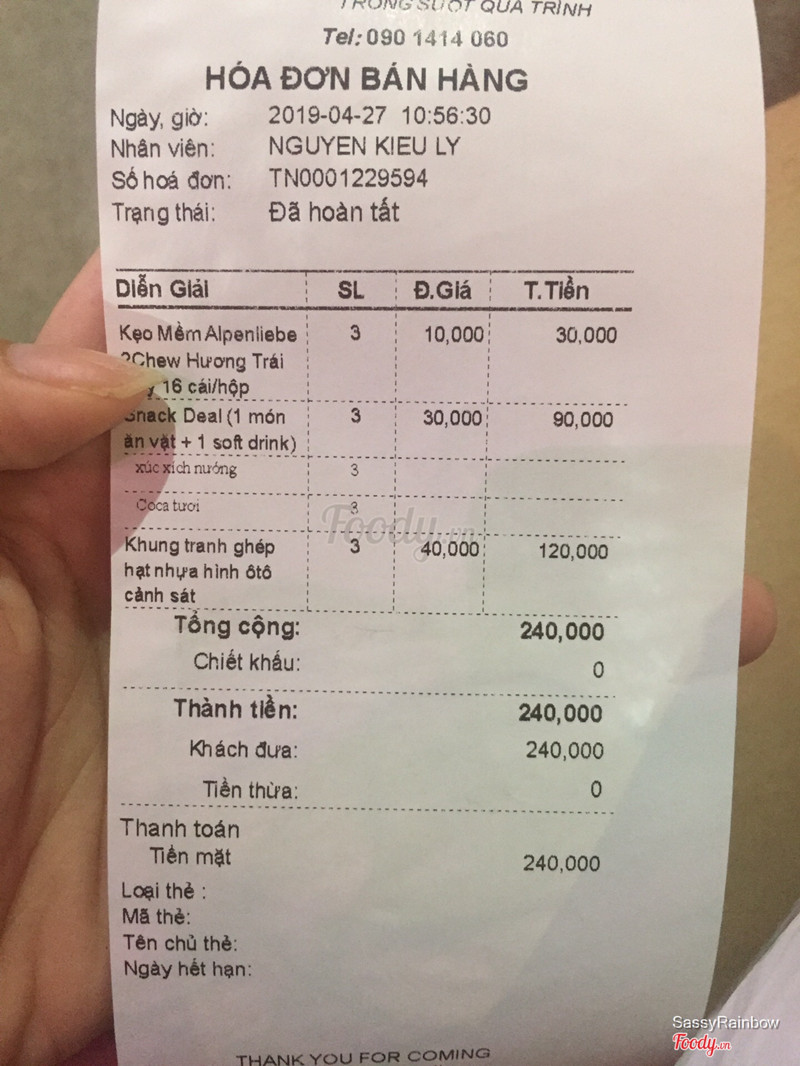 TRONG SUỐT QUÁ TRÌNH
Tel: 090 1414 060
HÓA ĐƠN BÁN HÀNG
Ngày, giờ: 2019-04-27 10:56:30
Nhân viên: NGUYEN KIEU LY
Số hoá đơn: TN0001229594
Trạng thái: Đã hoàn tất
Diễn Giải SL Đ.Giá T.Tiền
Kẹo Mềm Alpenliebe 3 10,000 30,000
2Chew Hương Trái
16 cái/hộp
Snack Deal (1 món 3 30,000 90,000
ăn vặt + 1 soft drink)
xúc xích nướng 3
Coca tươi 3
Foody.vn
Khung tranh ghép 3 40,000 120,000
hạt nhựa hình ôtô
cảnh sát
Tổng cộng: 240,000
Chiết khấu: 0
Thành tiền: 240,000
Khách đưa: 240,000
Tiền thừa: 0
Thanh toán
Tiền mặt 240,000
Loại thẻ :
Mã thẻ:
Tên chủ thẻ:
Ngày hết hạn:
THANK YOU FOR COMING
SassyRainbow
Foody.vn